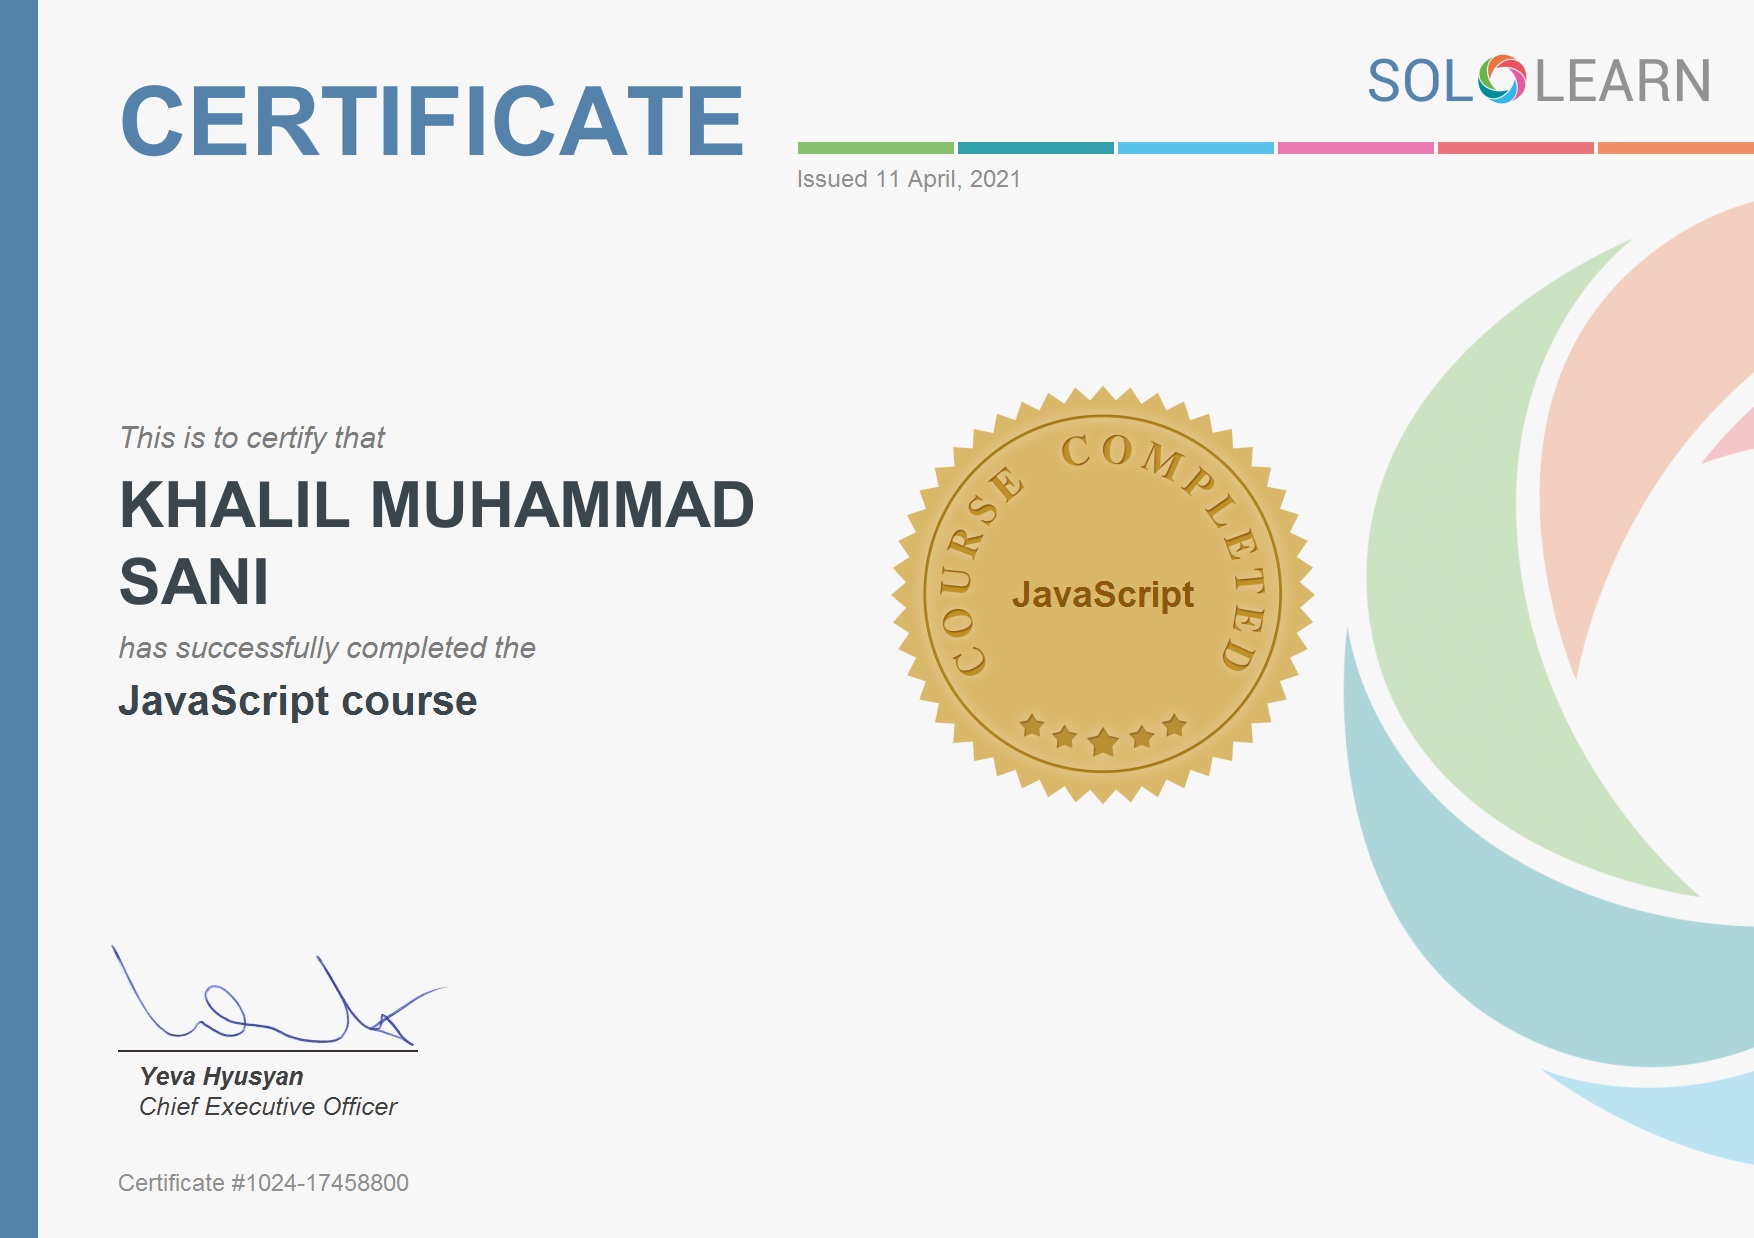 CERTIFICATE
SOLOLEARN
Issued 11 April, 2021
This is to certify that
KHALIL MUHAMMAD
SANI
has successfully completed the
JavaScript course
COURSE COMPLETED
JavaScript
Yeva Hyusyan
Chief Executive Officer
Certificate #1024-17458800